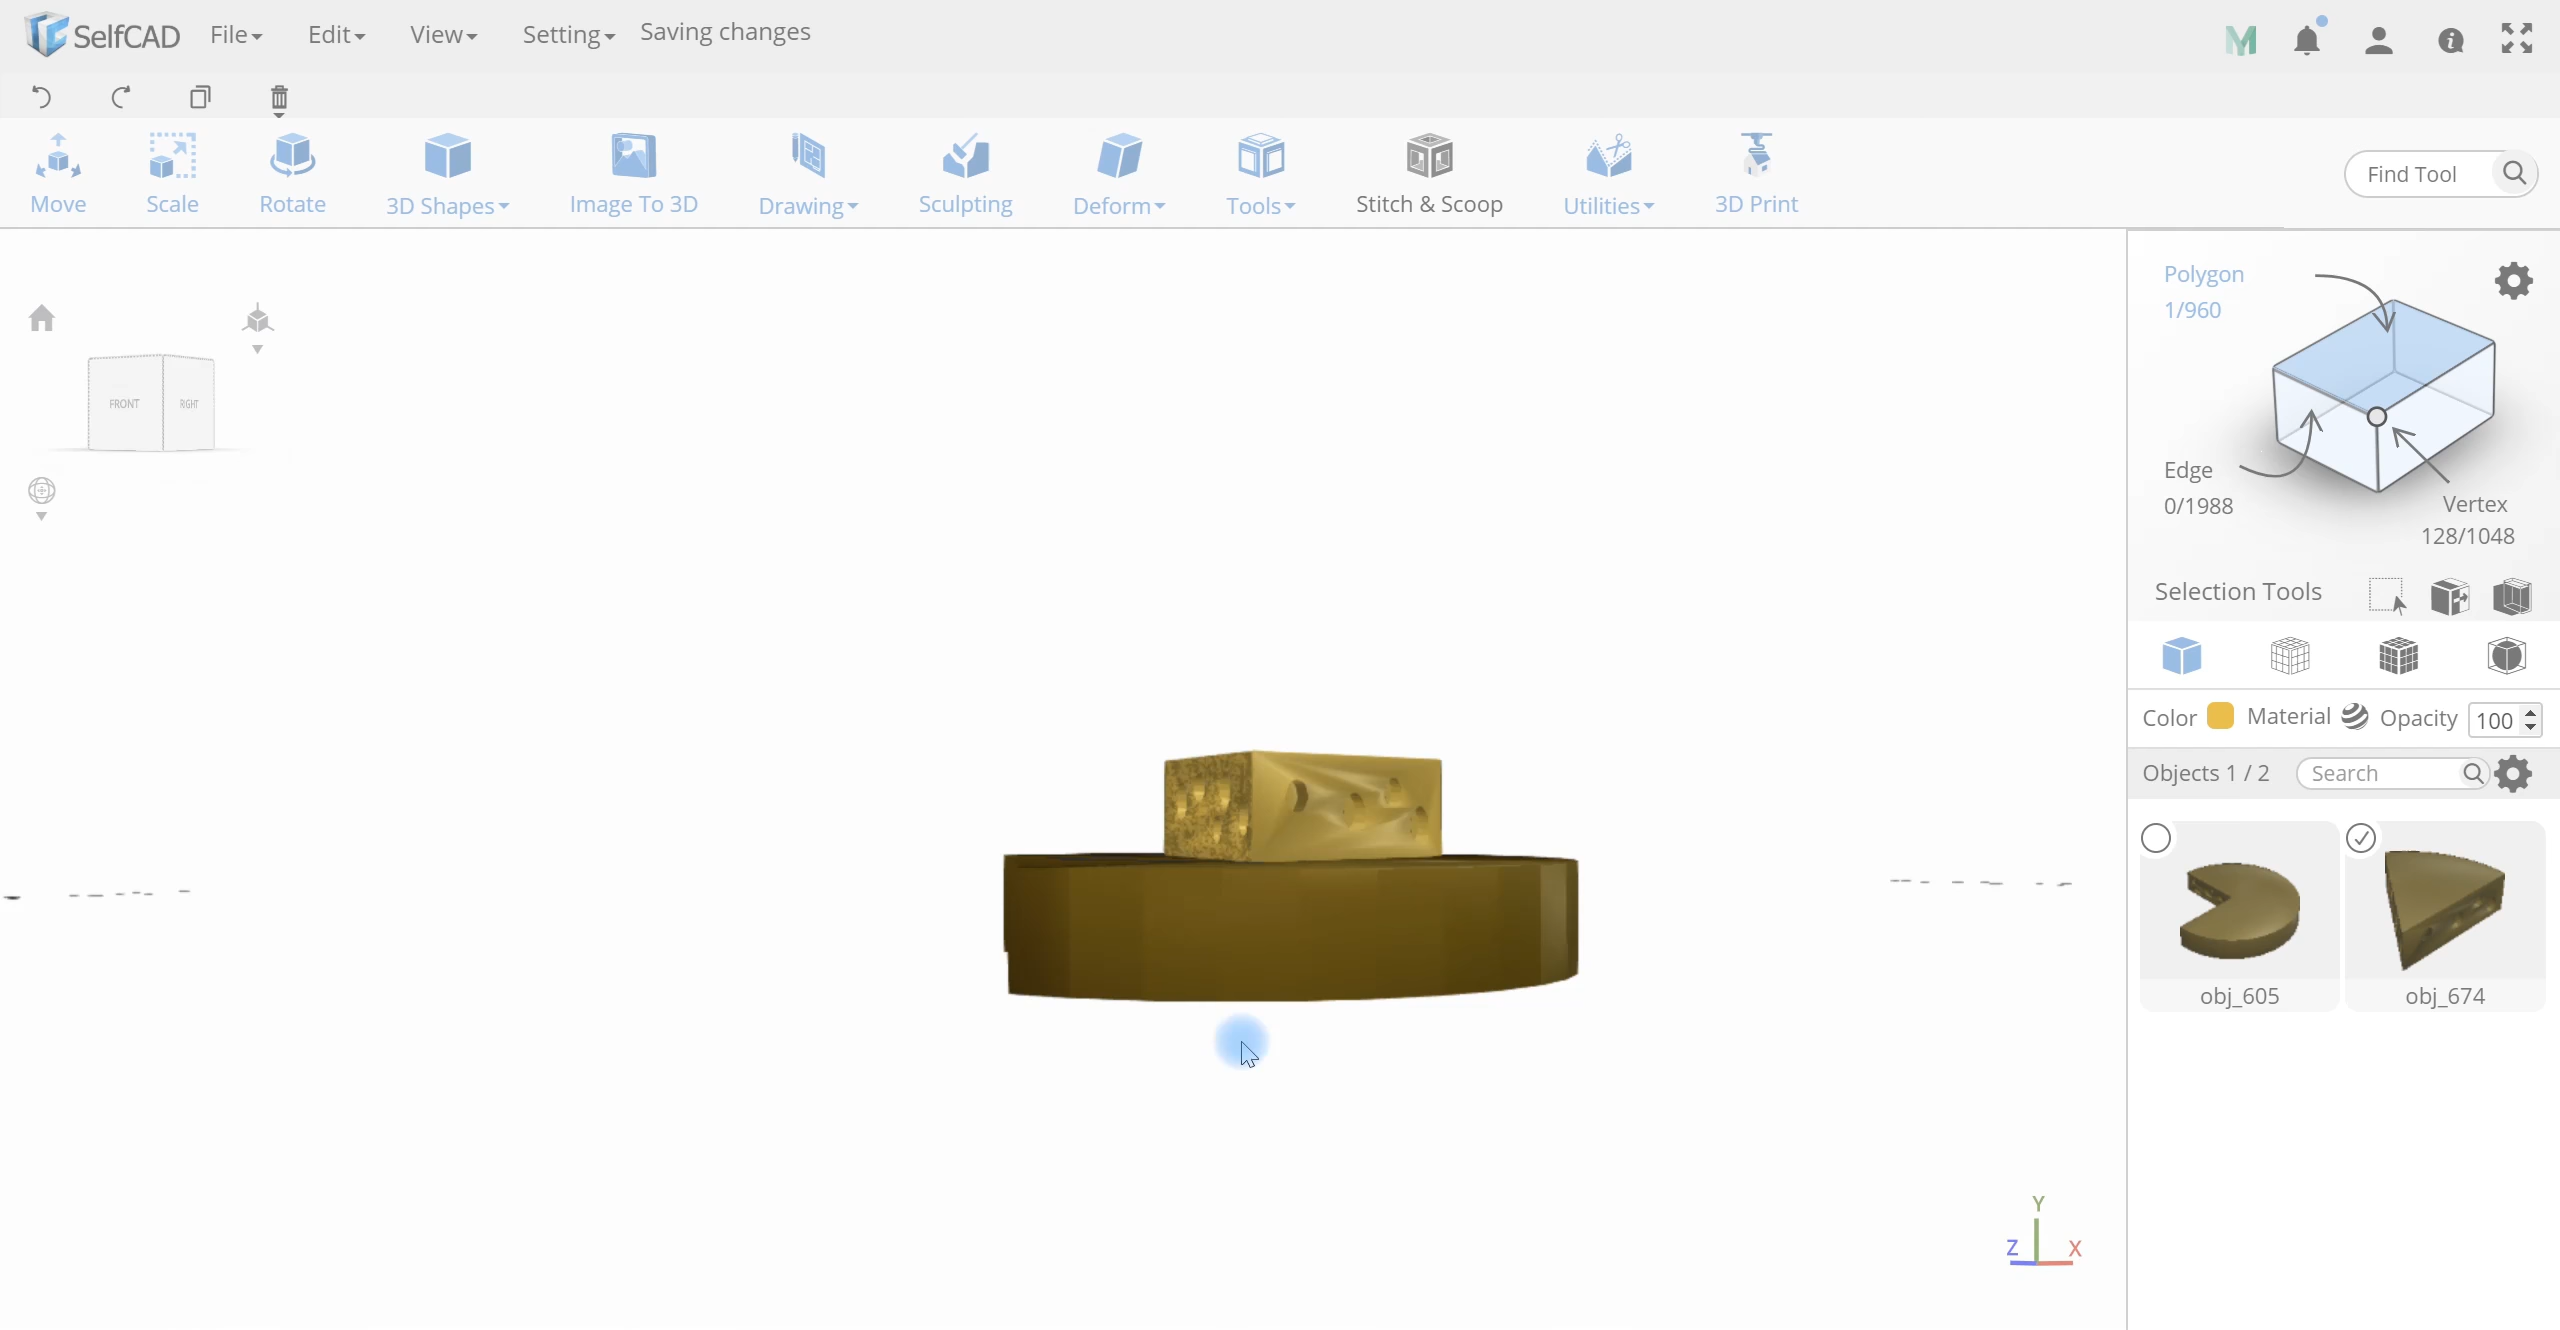 SelfCAD File Edit View Setting Saving changes
Move Scale Rotate 3D Shapes Image To 3D Drawing Sculpting Deform Tools Stitch & Scoop Utilities 3D Print Find Tool
Polygon
1/960
FRONT RIGHT
Edge
0/1988
Vertex
128/1048
Selection Tools
Color Material Opacity 100
Objects 1 / 2 Search
obj_605 obj_674
Y
Z X